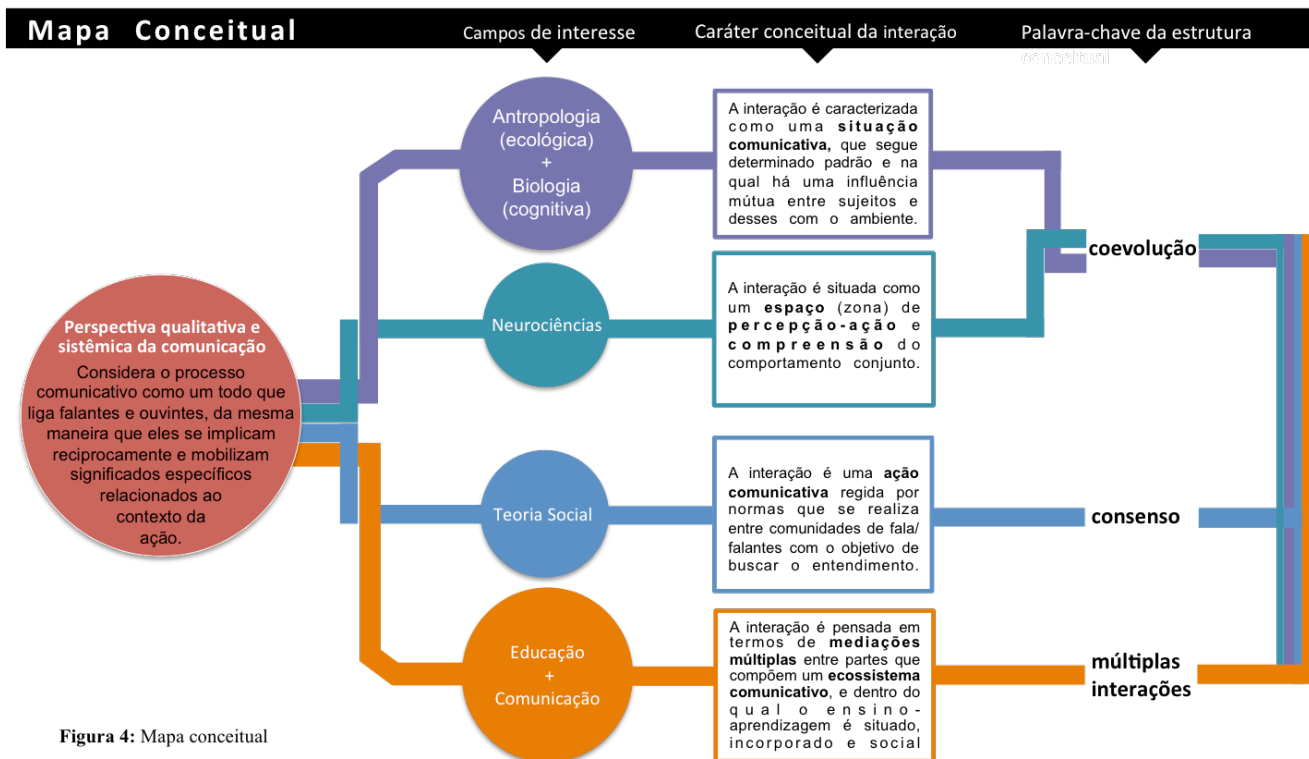 Mapa Conceitual
Campos de interesse
Caráter conceitual da interação
Palavra-chave da estrutura
conceitual
Antropologia
(ecológica)
+
Biologia
(cognitiva)
A interação é caracterizada
como uma situação
comunicativa, que segue
determinado padrão e na
qual há uma influência
mútua entre sujeitos e
desses com o ambiente.
coevolução
Perspectiva qualitativa e
sistêmica da comunicação
Considera o processo
comunicativo como um todo que
liga falantes e ouvintes, da mesma
maneira que eles se implicam
reciprocamente e mobilizam
significados específicos
relacionados ao
contexto da
ação.
Neurociências
A interação é situada como
um espaço (zona) de
percepção-ação e
compreensão do
comportamento conjunto.
Teoria Social
A interação é uma ação
comunicativa regida por
normas que se realiza
entre comunidades de fala/
falantes com o objetivo de
buscar o entendimento.
consenso
Educação
+
Comunicação
A interação é pensada em
termos de mediações
múltiplas entre partes que
compõem um ecossistema
comunicativo, e dentro do
qual o ensino-
aprendizagem é situado,
incorporado e social
múltiplas
interações
Figura 4: Mapa conceitual